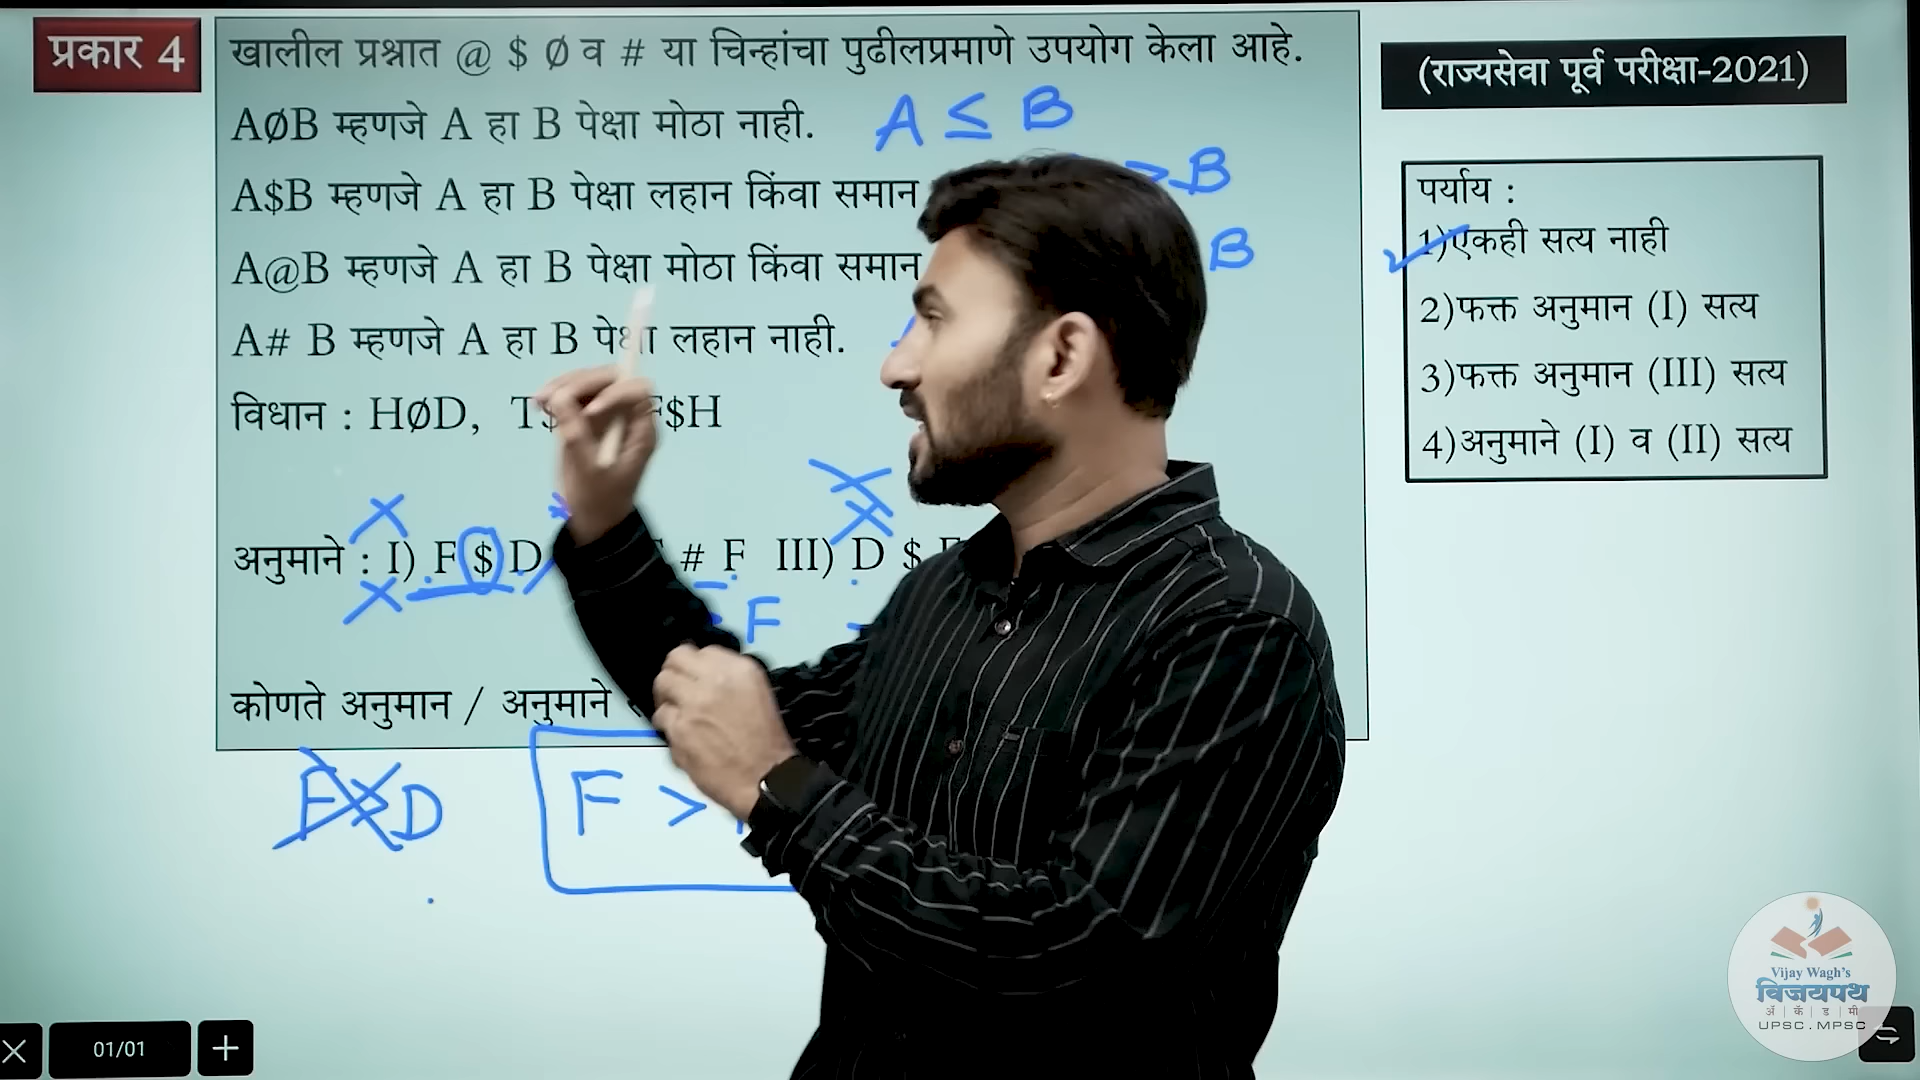 प्रकार 4
खालील प्रश्नात @ $ Ø व # या चिन्हांचा पुढीलप्रमाणे उपयोग केला आहे.
AØB म्हणजे A हा B पेक्षा मोठा नाही. A ≤ B
A$B म्हणजे A हा B पेक्षा लहान किंवा समान > B
A@B म्हणजे A हा B पेक्षा मोठा किंवा समान B
A# B म्हणजे A हा B पेक्षा लहान नाही.
विधान : HØD, T$ F$H
अनुमाने : I) F $ D # F III) D $
F
कोणते अनुमान / अनुमाने
F > D
F >
(राज्यसेवा पूर्व परीक्षा-2021)
पर्याय :
1)एकही सत्य नाही
2)फक्त अनुमान (I) सत्य
3)फक्त अनुमान (III) सत्य
4)अनुमाने (I) व (II) सत्य
01/01
Vijay Wagh's
विजयपथ
अ‍ॅ | कॅ | ड | मी
UPSC . MPSC